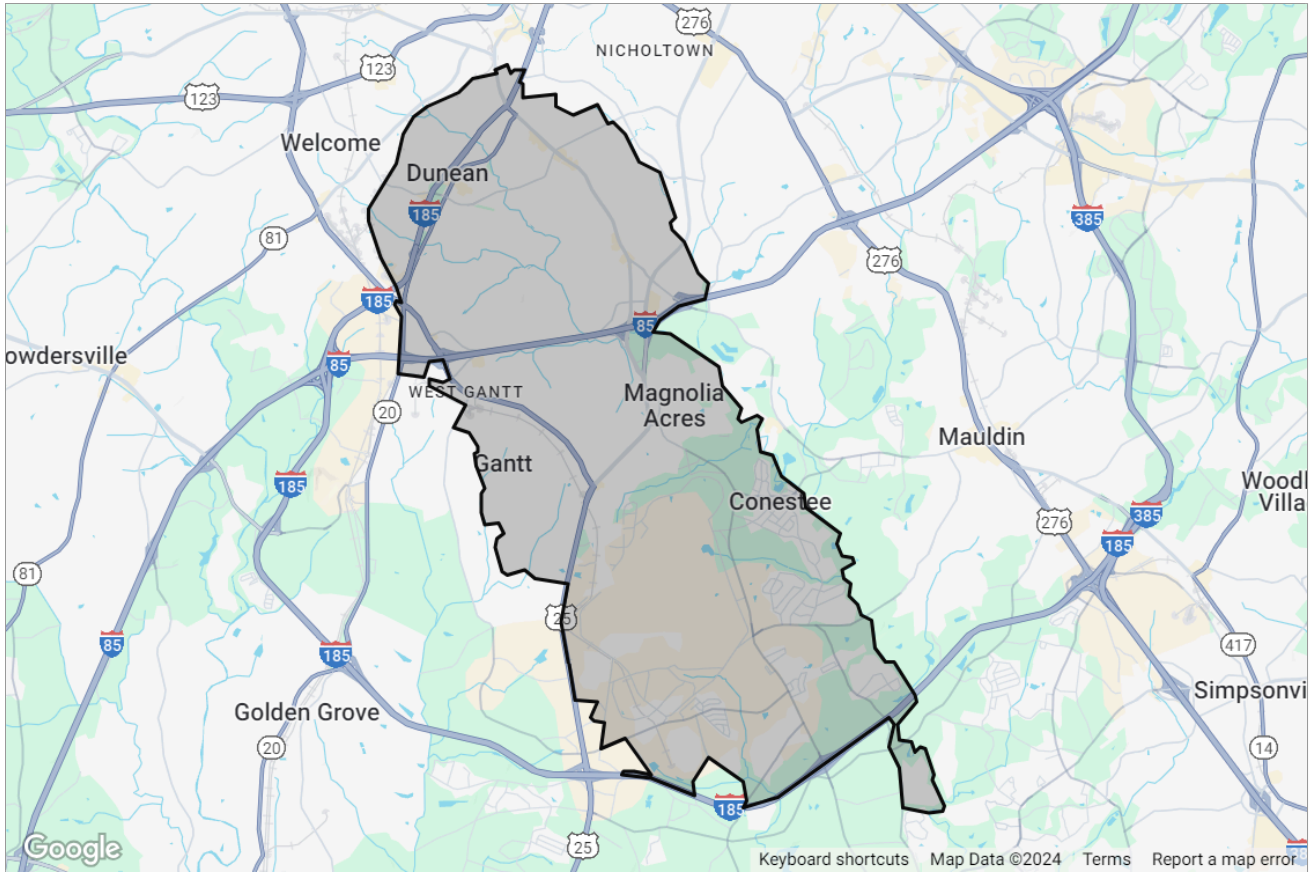 276
NICHOLTOWN
123
123
Welcome
Dunean
185
385
81
276
185
85
owdersville
85
WEST GANTT
Magnolia
Acres
20
Mauldin
Gantt
185
Conestee
Woodl
Villa
385
276
185
81
25
85
185
417
Simpsonvi
Golden Grove
20
14
185
25
Google
Keyboard shortcuts
Map Data ©2024
Terms
Report a map error